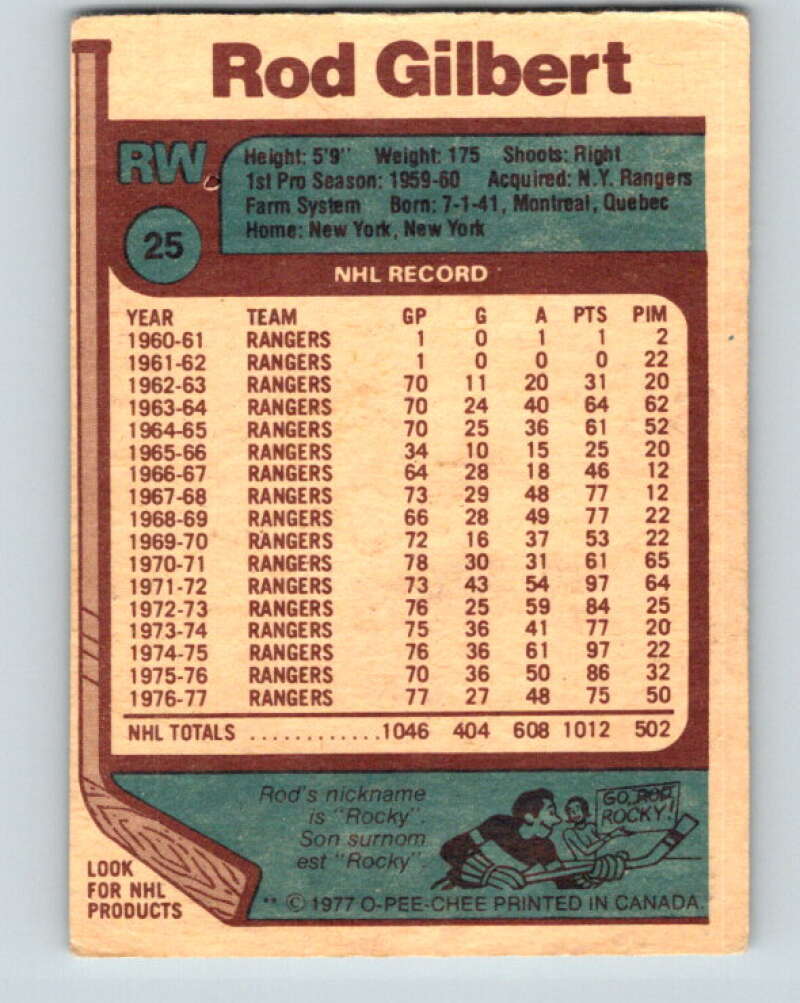 Rod Gilbert
RW
Height: 5'9" Weight: 175 Shoots: Right
1st Pro Season: 1959-60 Acquired: N.Y. Rangers
Farm System Born: 7-1-41, Montreal, Quebec
Home: New York, New York
25
NHL RECORD
YEAR TEAM GP G A PTS PIM
1960-61 RANGERS 1 0 1 1 2
1961-62 RANGERS 1 0 0 0 22
1962-63 RANGERS 70 11 20 31 20
1963-64 RANGERS 70 24 40 64 62
1964-65 RANGERS 70 25 36 61 52
1965-66 RANGERS 34 10 15 25 20
1966-67 RANGERS 64 28 18 46 12
1967-68 RANGERS 73 29 48 77 12
1968-69 RANGERS 66 28 49 77 22
1969-70 RANGERS 72 16 37 53 22
1970-71 RANGERS 78 30 31 61 65
1971-72 RANGERS 73 43 54 97 64
1972-73 RANGERS 76 25 59 84 25
1973-74 RANGERS 75 36 41 77 20
1974-75 RANGERS 76 36 61 97 22
1975-76 RANGERS 70 36 50 86 32
1976-77 RANGERS 77 27 48 75 50
NHL TOTALS ............1046 404 608 1012 502
Rod's nickname
is "Rocky".
Son surnom
est "Rocky".
GO, ROD,
ROCKY!
LOOK
FOR NHL
PRODUCTS
** © 1977 O-PEE-CHEE PRINTED IN CANADA.